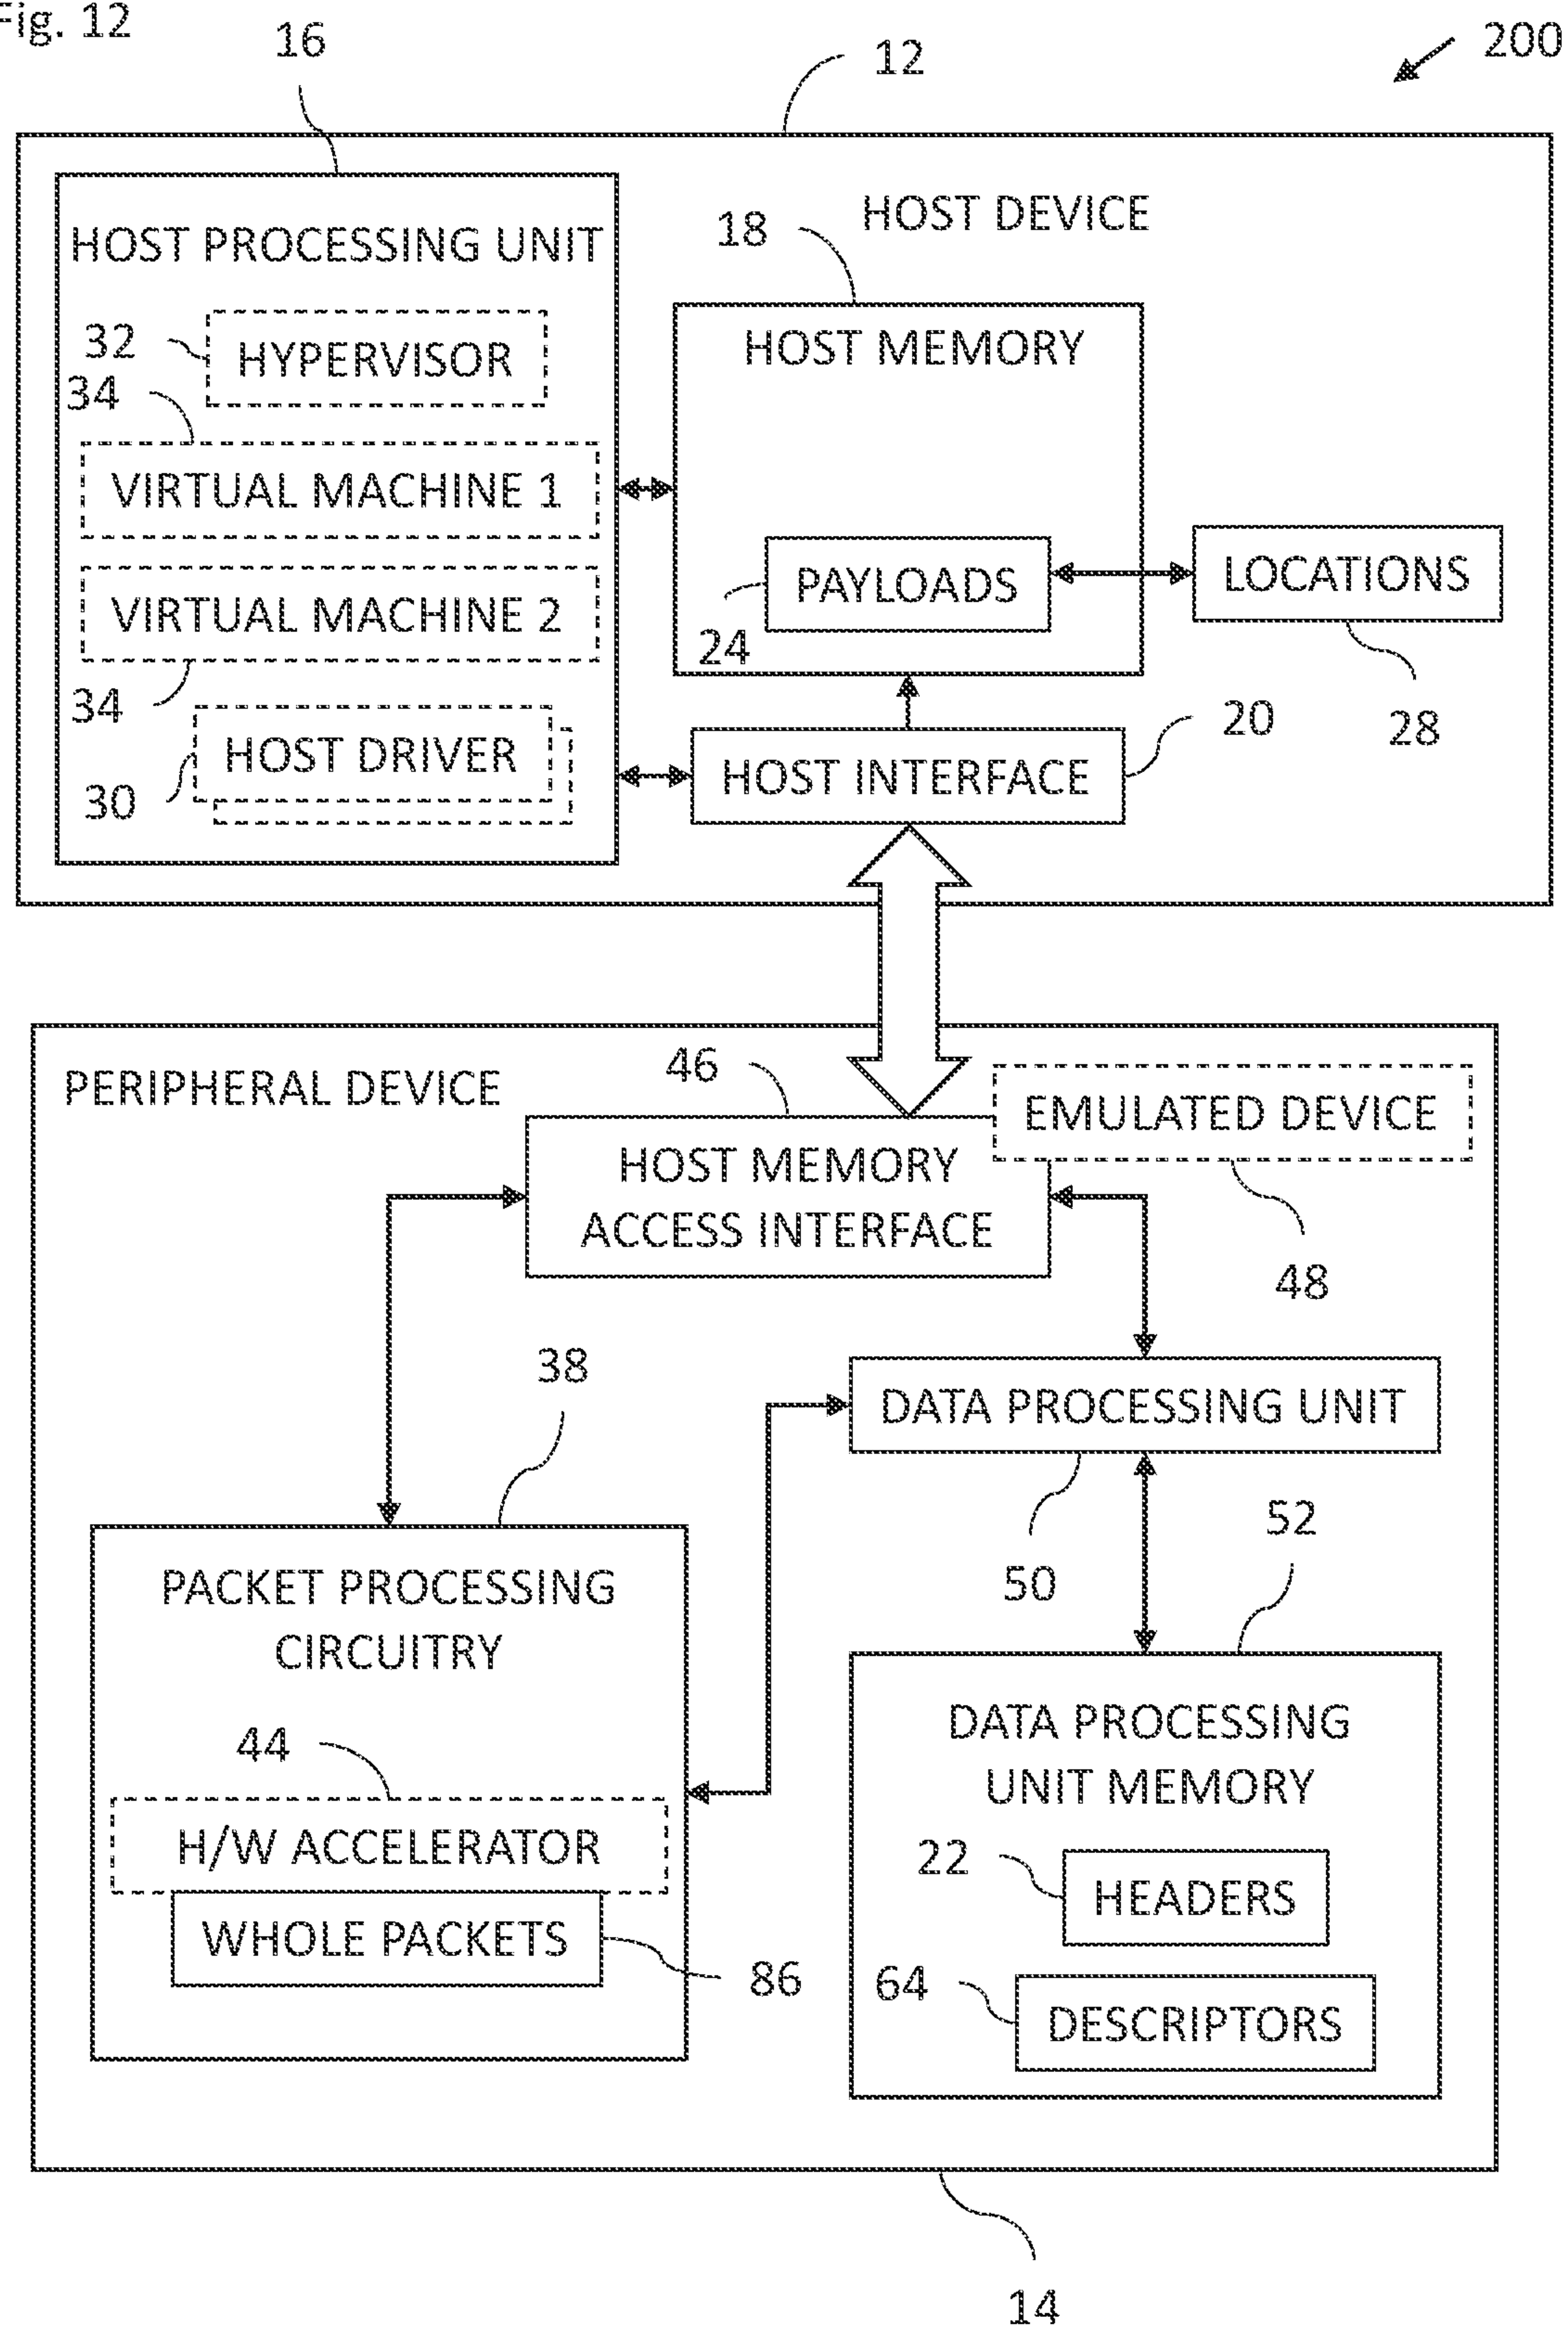 Fig. 12
16
12
200
HOST DEVICE
18
HOST PROCESSING UNIT
32
HYPERVISOR
HOST MEMORY
34
VIRTUAL MACHINE 1
PAYLOADS
LOCATIONS
VIRTUAL MACHINE 2
24
34
20
28
HOST DRIVER
HOST INTERFACE
30
46
PERIPHERAL DEVICE
EMULATED DEVICE
HOST MEMORY
ACCESS INTERFACE
48
38
DATA PROCESSING UNIT
52
50
PACKET PROCESSING
CIRCUITRY
DATA PROCESSING
UNIT MEMORY
44
H/W ACCELERATOR
22
HEADERS
WHOLE PACKETS
86
64
DESCRIPTORS
14